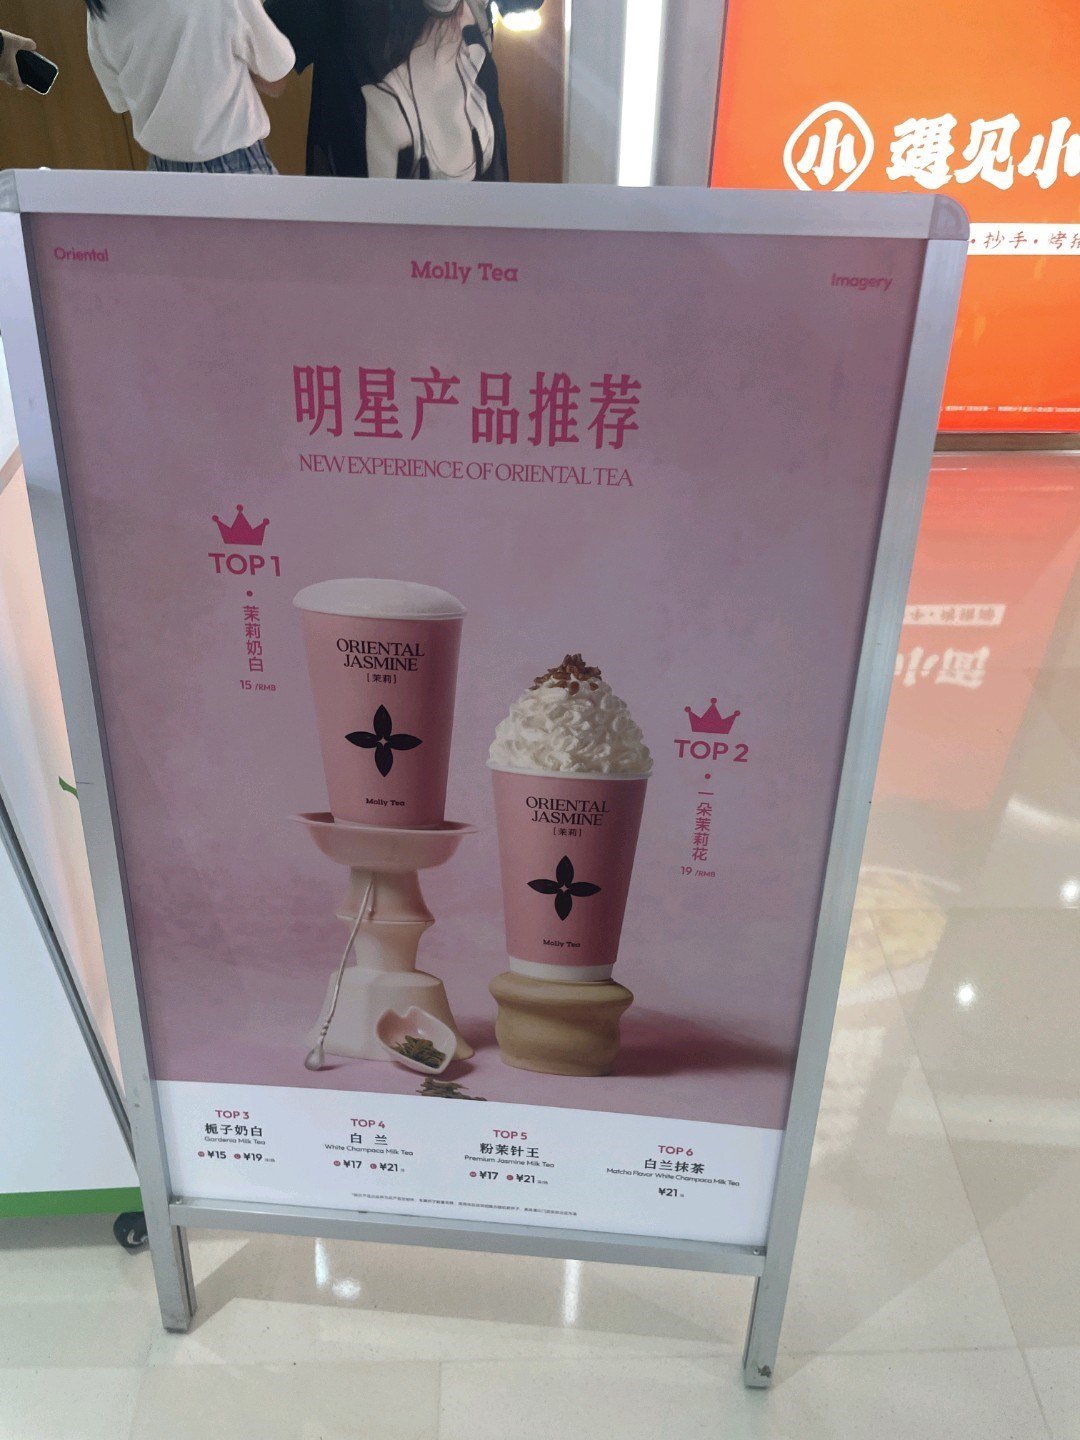 小 遇见小
·抄手·烤猪
Oriental
Molly Tea
Imagery
明星产品推荐
NEW EXPERIENCE OF ORIENTAL TEA
TOP 1
·
茉莉奶白
15 /RMB
ORIENTAL
JASMINE
[茉莉]
Molly Tea
TOP 2
·
一朵茉莉花
19 /RMB
ORIENTAL
JASMINE
[茉莉]
Molly Tea
TOP 3
栀子奶白
Gardenia Milk Tea
¥15 ¥19
TOP 4
白 兰
White Champaca Milk Tea
¥17 ¥21
TOP 5
粉茉针王
Premium Jasmine Milk Tea
¥17 ¥21
TOP 6
白兰抹茶
Matcha Flavor White Champaca Milk Tea
¥21